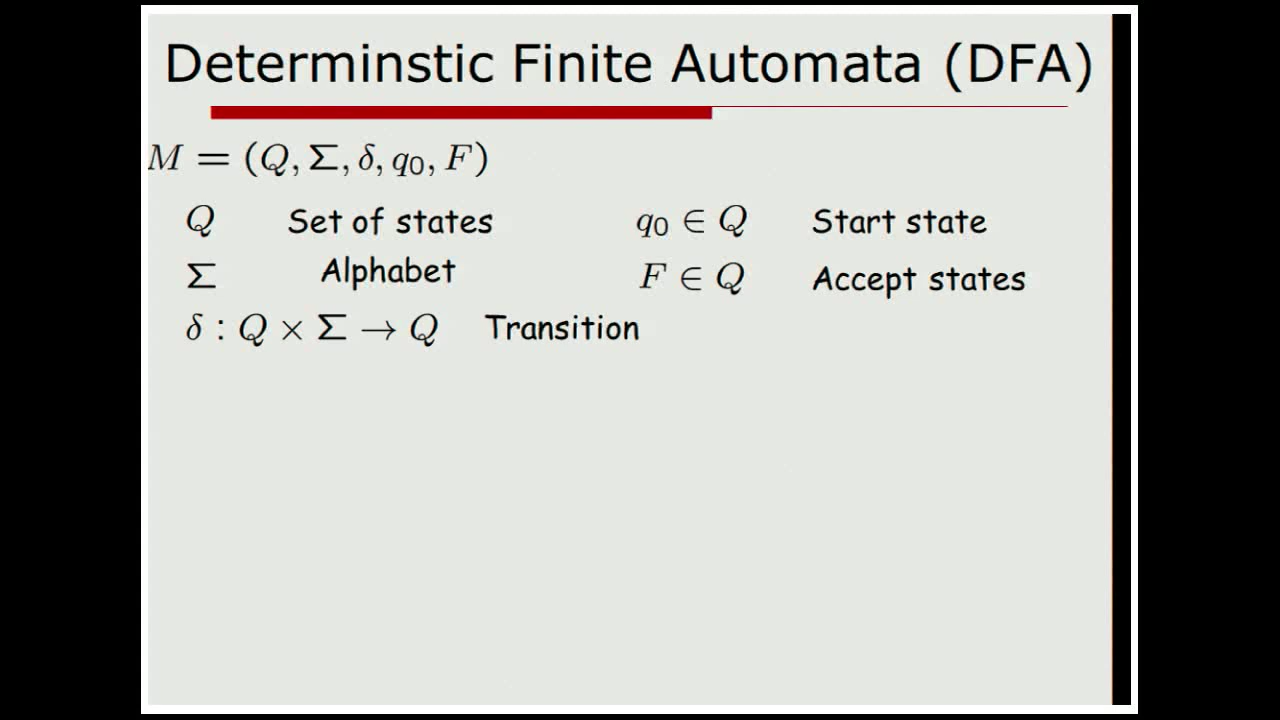 Determinstic Finite Automata (DFA)
M = (Q, Σ, δ, q₀, F)
Q Set of states q₀ ∈ Q Start state
Σ Alphabet F ∈ Q Accept states
δ : Q × Σ → Q Transition